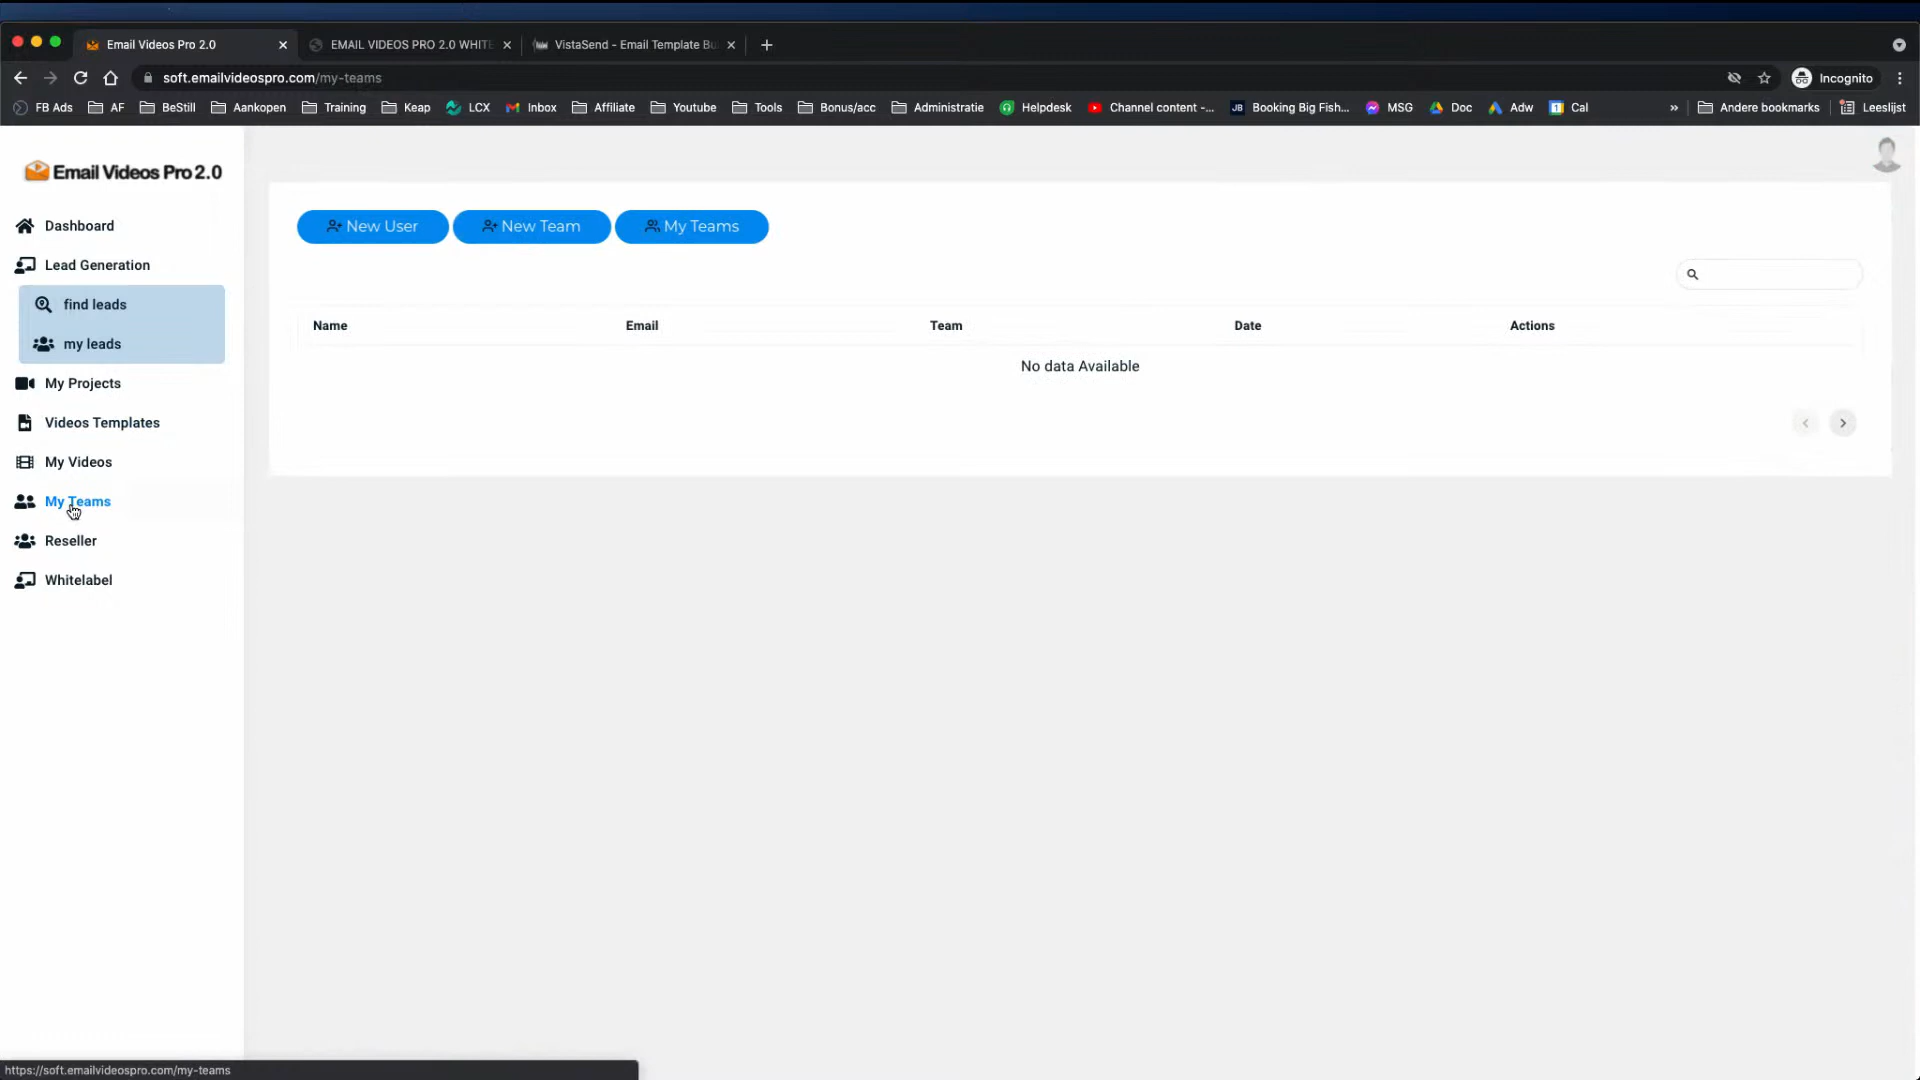 Email Videos Pro 2.0
EMAIL VIDEOS PRO 2.0 WHITE
VistaSend - Email Template Bu
soft.emailvideospro.com/my-teams
Incognito
FB Ads
AF
BeStill
Aankopen
Training
Keap
LCX
Inbox
Affiliate
Youtube
Tools
Bonus/acc
Administratie
Helpdesk
Channel content -...
JB Booking Big Fish...
MSG
Doc
Adw
1 Cal
»
Andere bookmarks
Leeslijst
Email Videos Pro 2.0
Dashboard
Lead Generation
find leads
my leads
My Projects
Videos Templates
My Videos
My Teams
Reseller
Whitelabel
New User
New Team
My Teams
Name Email Team Date Actions
No data Available
https://soft.emailvideospro.com/my-teams